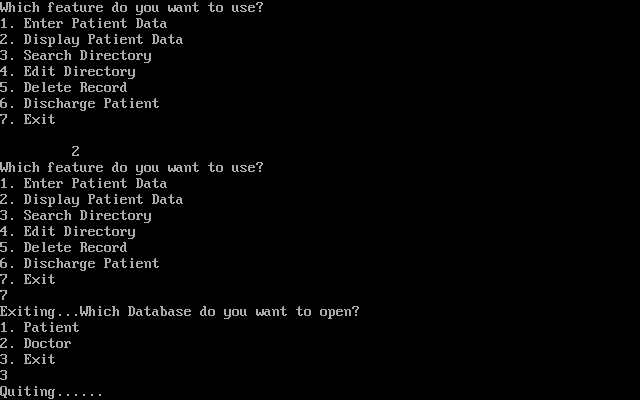 Which feature do you want to use?
1. Enter Patient Data
2. Display Patient Data
3. Search Directory
4. Edit Directory
5. Delete Record
6. Discharge Patient
7. Exit
2
Which feature do you want to use?
1. Enter Patient Data
2. Display Patient Data
3. Search Directory
4. Edit Directory
5. Delete Record
6. Discharge Patient
7. Exit
7
Exiting...Which Database do you want to open?
1. Patient
2. Doctor
3. Exit
3
Quiting......